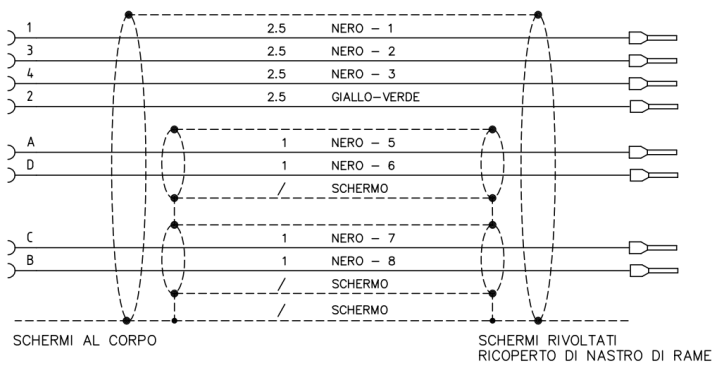 1 2.5 NERO - 1
3 2.5 NERO - 2
4 2.5 NERO - 3
2 2.5 GIALLO-VERDE
A 1 NERO - 5
D 1 NERO - 6
/ SCHERMO
C 1 NERO - 7
B 1 NERO - 8
/ SCHERMO
/ SCHERMO
SCHERMI AL CORPO
SCHERMI RIVOLTATI
RICOPERTO DI NASTRO DI RAME